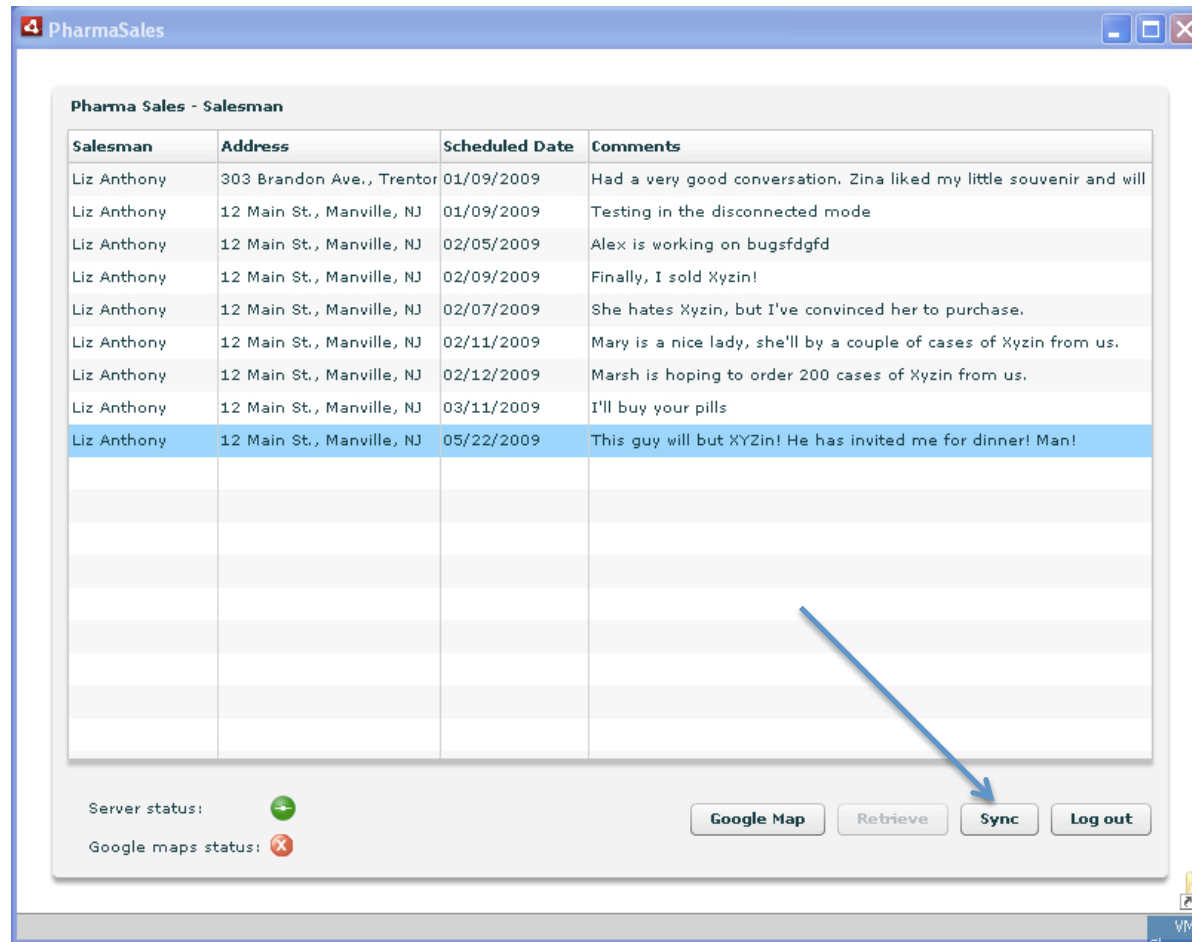 PharmaSales
Pharma Sales - Salesman
Salesman Address Scheduled Date Comments
Liz Anthony 303 Brandon Ave., Trentor 01/09/2009 Had a very good conversation. Zina liked my little souvenir and will
Liz Anthony 12 Main St., Manville, NJ 01/09/2009 Testing in the disconnected mode
Liz Anthony 12 Main St., Manville, NJ 02/05/2009 Alex is working on bugsfdgfd
Liz Anthony 12 Main St., Manville, NJ 02/09/2009 Finally, I sold Xyzin!
Liz Anthony 12 Main St., Manville, NJ 02/07/2009 She hates Xyzin, but I've convinced her to purchase.
Liz Anthony 12 Main St., Manville, NJ 02/11/2009 Mary is a nice lady, she'll by a couple of cases of Xyzin from us.
Liz Anthony 12 Main St., Manville, NJ 02/12/2009 Marsh is hoping to order 200 cases of Xyzin from us.
Liz Anthony 12 Main St., Manville, NJ 03/11/2009 I'll buy your pills
Liz Anthony 12 Main St., Manville, NJ 05/22/2009 This guy will but XYZin! He has invited me for dinner! Man!
Server status:
Google Map Retrieve Sync Log out
Google maps status:
VM